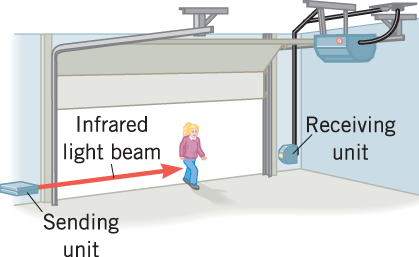 Infrared
light beam
Receiving
unit
Sending
unit